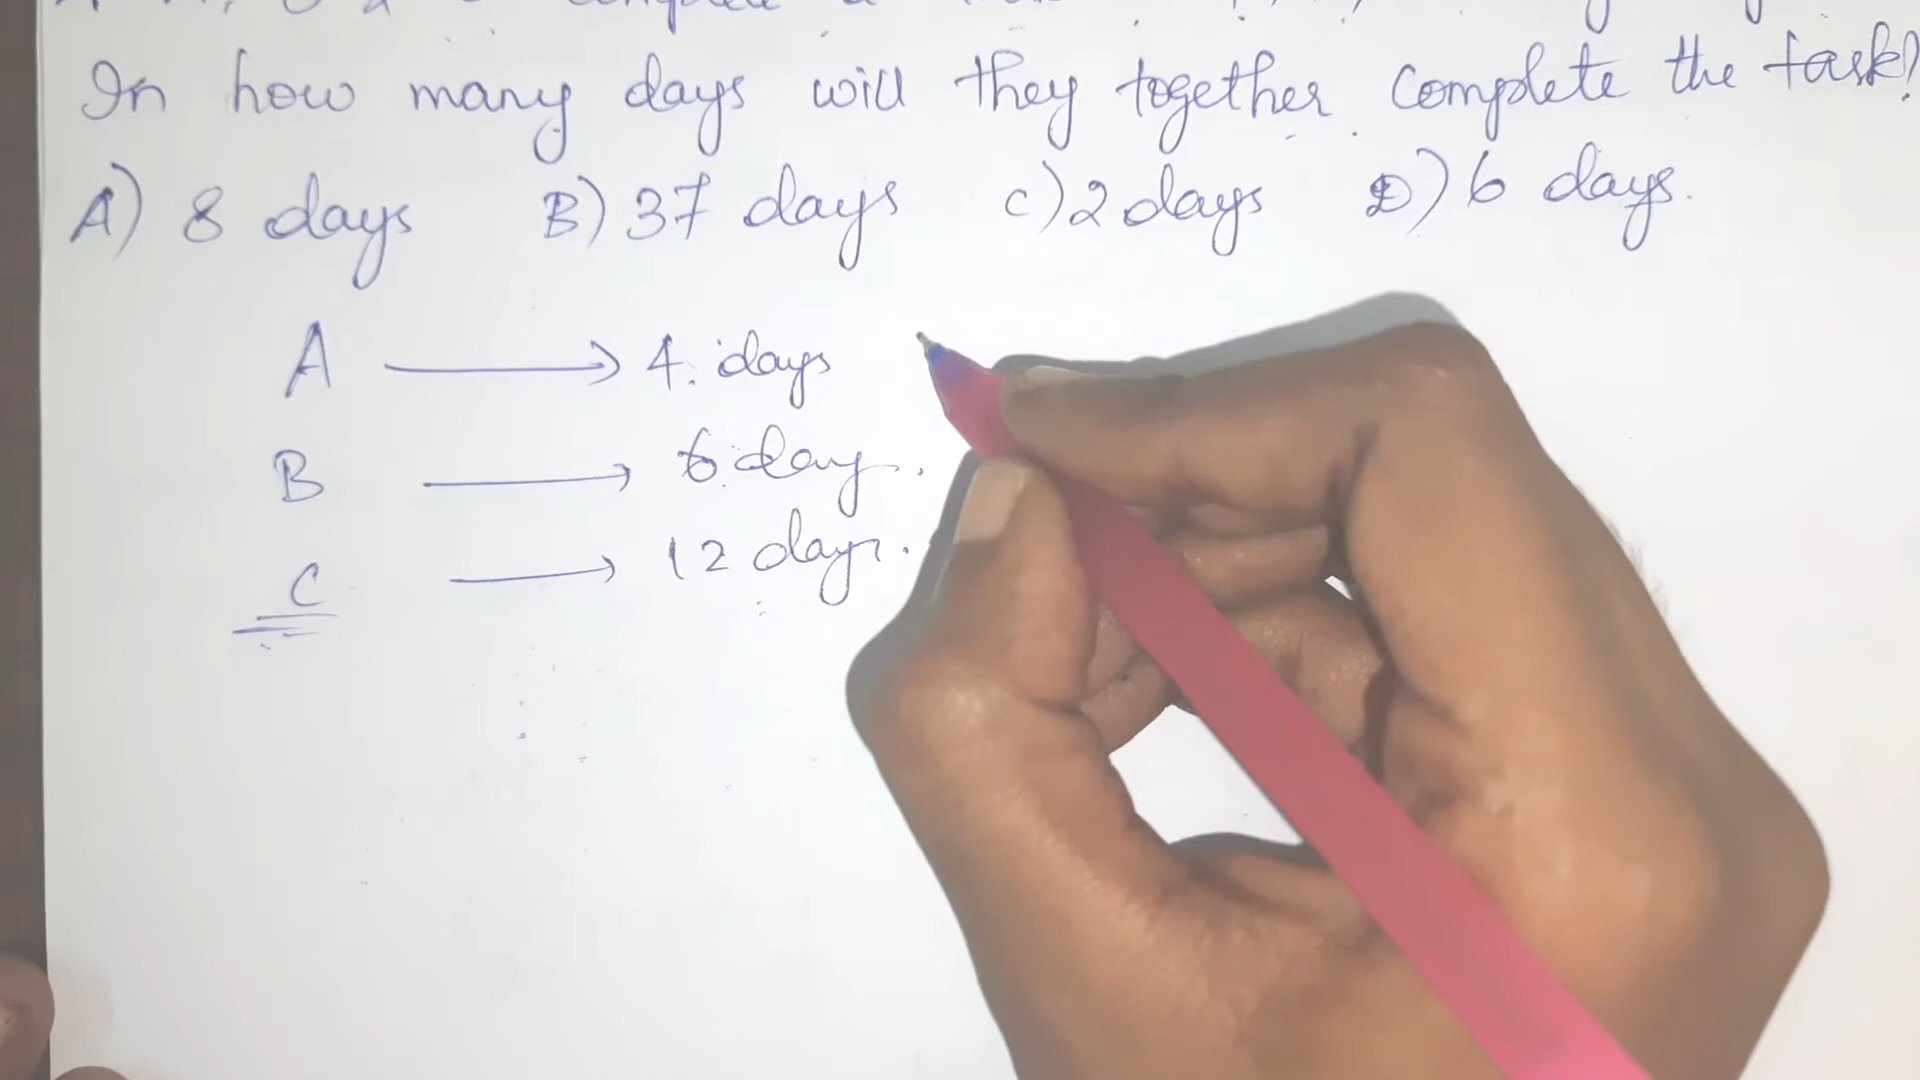 In how many days will they together complete the task?
A) 8 days B) 37 days C) 2 days D) 6 days.
A → 4. days
B → 6 day.
C → 12 days.